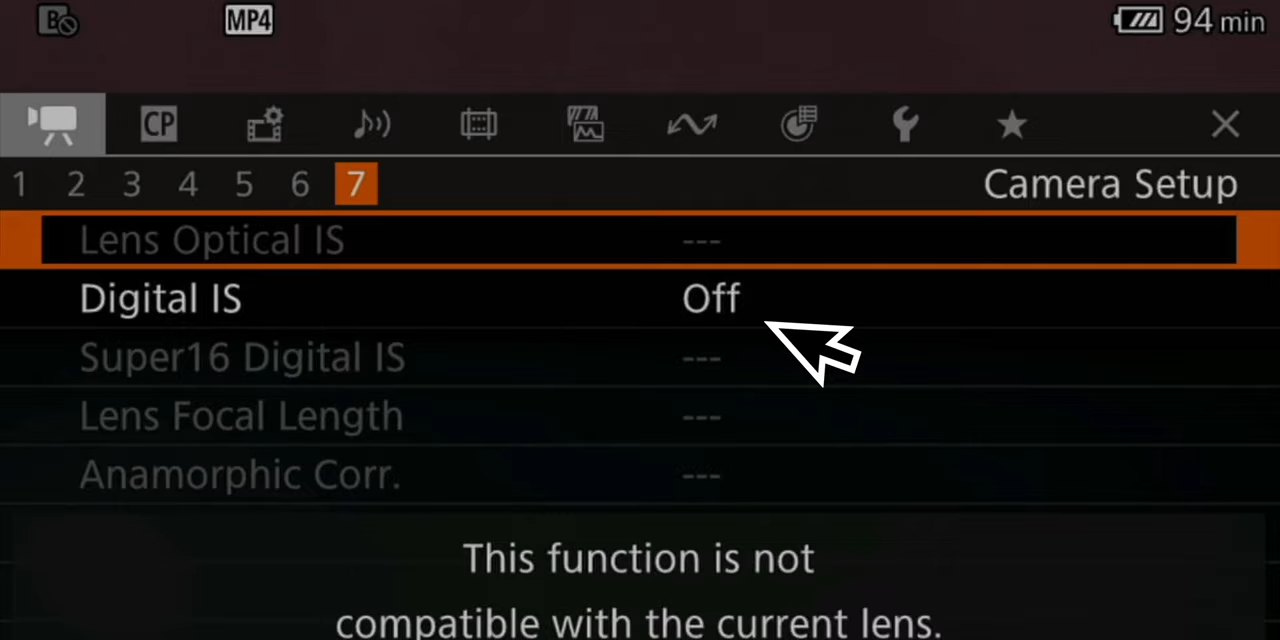 B
MP4
94 min
CP
1 2 3 4 5 6 7
Camera Setup
Lens Optical IS ---
Digital IS Off
Super16 Digital IS ---
Lens Focal Length ---
Anamorphic Corr. ---
This function is not
compatible with the current lens.